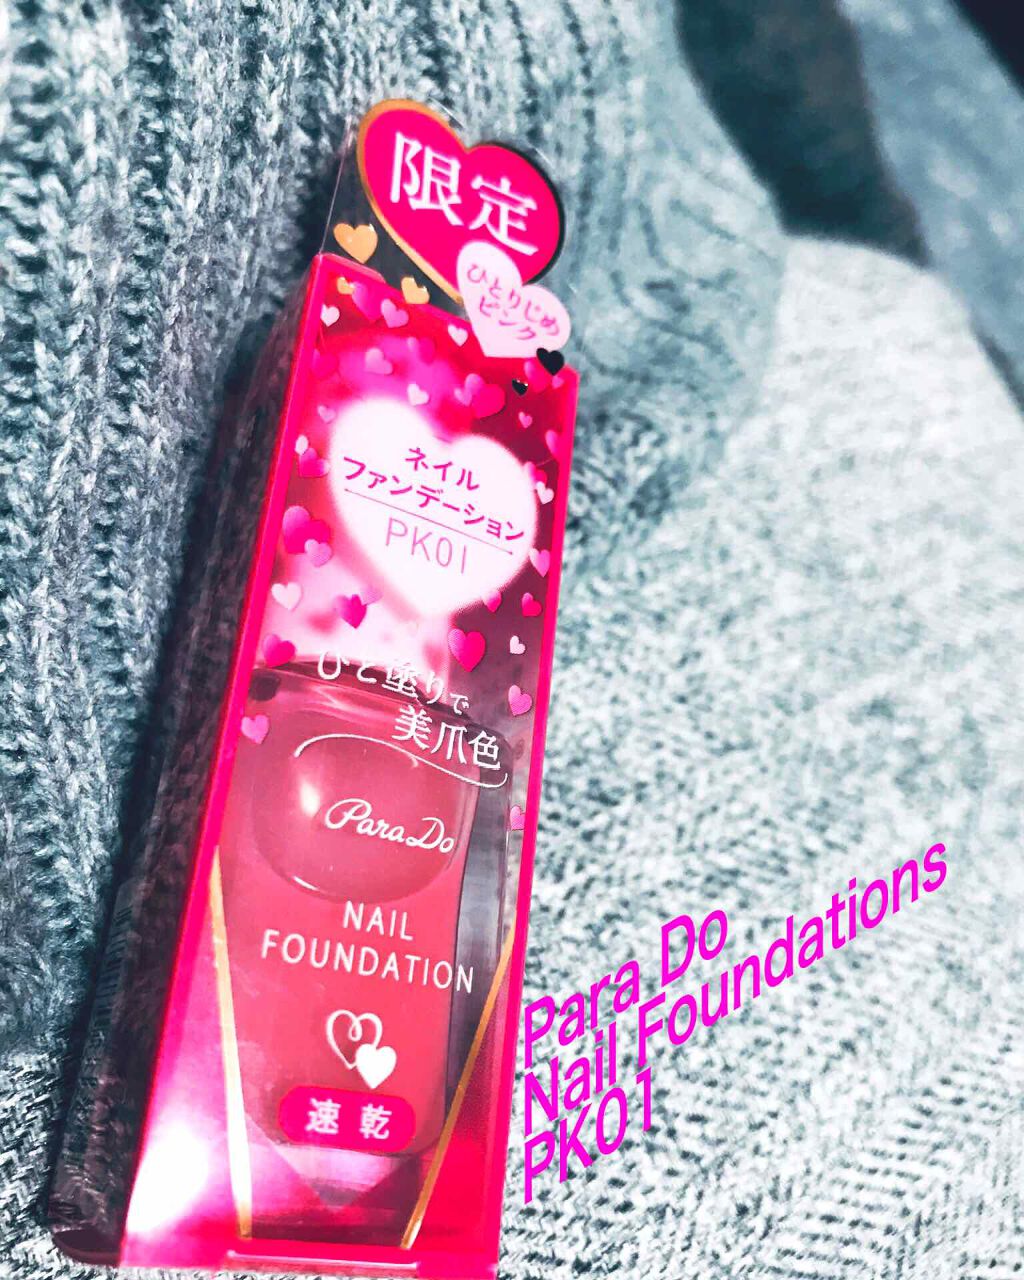 限定
ひとりじめ
ピンク
ネイル
ファンデーション
PK01
ひと塗りで
美爪色
ParaDo
NAIL
FOUNDATION
速乾
Para Do
Nail Foundations
PK01